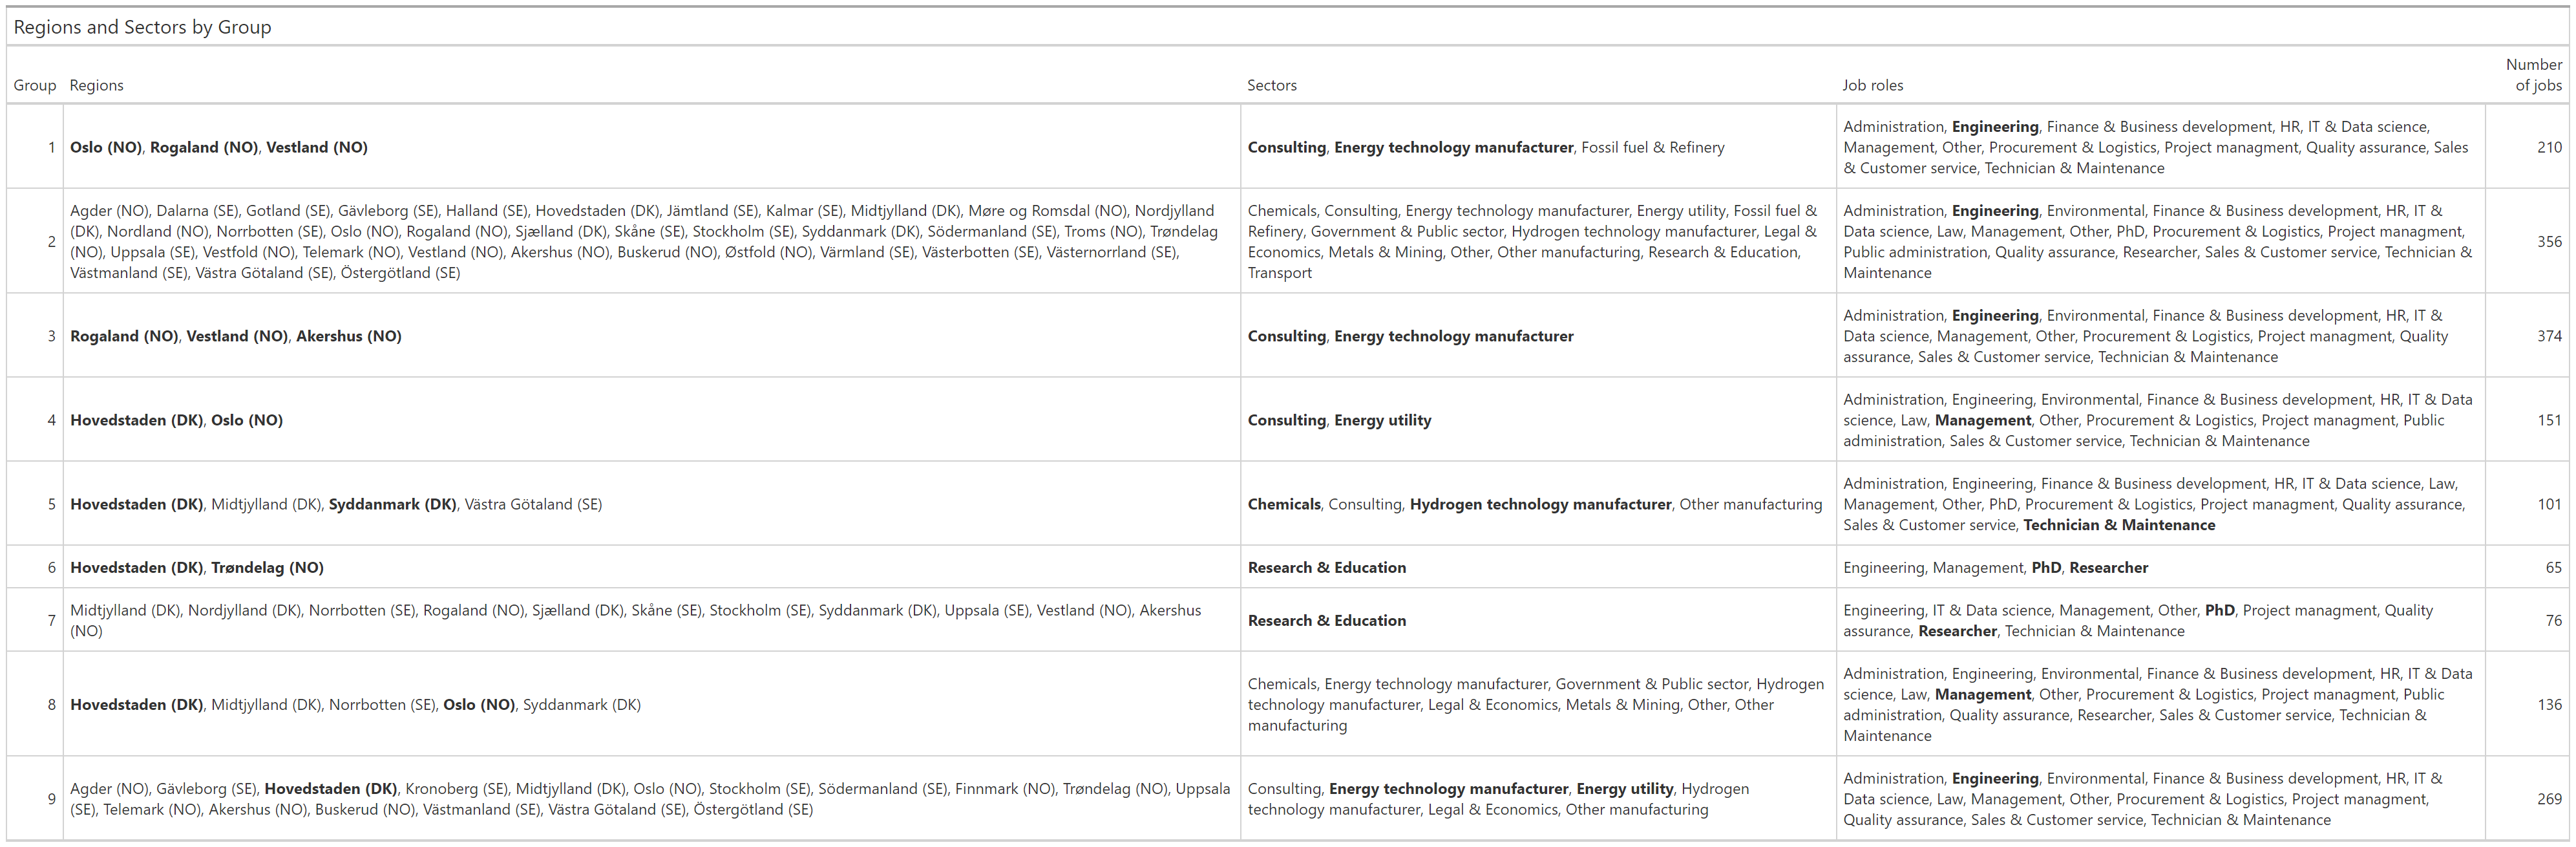 Regions and Sectors by Group
Number
Group Regions Sectors Job roles of jobs
Administration, Engineering, Finance & Business development, HR, IT & Data science,
1 Oslo (NO), Rogaland (NO), Vestland (NO) Consulting, Energy technology manufacturer, Fossil fuel & Refinery Management, Other, Procurement & Logistics, Project managment, Quality assurance, Sales 210
& Customer service, Technician & Maintenance
Agder (NO), Dalarna (SE), Gotland (SE), Gävleborg (SE), Halland (SE), Hovedstaden (DK), Jämtland (SE), Kalmar (SE), Midtjylland (DK), Møre og Romsdal (NO), Nordjylland
(DK), Nordland (NO), Norrbotten (SE), Oslo (NO), Rogaland (NO), Sjælland (DK), Skåne (SE), Stockholm (SE), Syddanmark (DK), Södermanland (SE), Troms (NO), Trøndelag
(NO), Uppsala (SE), Vestfold (NO), Telemark (NO), Vestland (NO), Akershus (NO), Buskerud (NO), Østfold (NO), Värmland (SE), Västerbotten (SE), Västernorrland (SE),
Västmanland (SE), Västra Götaland (SE), Östergötland (SE)
Chemicals, Consulting, Energy technology manufacturer, Energy utility, Fossil fuel &
Refinery, Government & Public sector, Hydrogen technology manufacturer, Legal &
Economics, Metals & Mining, Other, Other manufacturing, Research & Education,
Transport
Administration, Engineering, Environmental, Finance & Business development, HR, IT &
Data science, Law, Management, Other, PhD, Procurement & Logistics, Project managment,
Public administration, Quality assurance, Researcher, Sales & Customer service, Technician &
Maintenance
2 356
Administration, Engineering, Environmental, Finance & Business development, HR, IT &
3 Rogaland (NO), Vestland (NO), Akershus (NO) Consulting, Energy technology manufacturer Data science, Management, Other, Procurement & Logistics, Project managment, Quality 374
assurance, Sales & Customer service, Technician & Maintenance
Administration, Engineering, Environmental, Finance & Business development, HR, IT & Data
4 Hovedstaden (DK), Oslo (NO) Consulting, Energy utility science, Law, Management, Other, Procurement & Logistics, Project managment, Public 151
administration, Sales & Customer service, Technician & Maintenance
Administration, Engineering, Finance & Business development, HR, IT & Data science, Law,
5 Hovedstaden (DK), Midtjylland (DK), Syddanmark (DK), Västra Götaland (SE) Chemicals, Consulting, Hydrogen technology manufacturer, Other manufacturing Management, Other, PhD, Procurement & Logistics, Project managment, Quality assurance, 101
Sales & Customer service, Technician & Maintenance
6 Hovedstaden (DK), Trøndelag (NO) Research & Education Engineering, Management, PhD, Researcher 65
Midtjylland (DK), Nordjylland (DK), Norrbotten (SE), Rogaland (NO), Sjælland (DK), Skåne (SE), Stockholm (SE), Syddanmark (DK), Uppsala (SE), Vestland (NO), Akershus
(NO)
7 Research & Education 76
Engineering, IT & Data science, Management, Other, PhD, Project managment, Quality
assurance, Researcher, Technician & Maintenance
8 Hovedstaden (DK), Midtjylland (DK), Norrbotten (SE), Oslo (NO), Syddanmark (DK) 136
Chemicals, Energy technology manufacturer, Government & Public sector, Hydrogen
technology manufacturer, Legal & Economics, Metals & Mining, Other, Other
manufacturing
Administration, Engineering, Environmental, Finance & Business development, HR, IT & Data
science, Law, Management, Other, Procurement & Logistics, Project managment, Public
administration, Quality assurance, Researcher, Sales & Customer service, Technician &
Maintenance
Agder (NO), Gävleborg (SE), Hovedstaden (DK), Kronoberg (SE), Midtjylland (DK), Oslo (NO), Stockholm (SE), Södermanland (SE), Finnmark (NO), Trøndelag (NO), Uppsala
(SE), Telemark (NO), Akershus (NO), Buskerud (NO), Västmanland (SE), Västra Götaland (SE), Östergötland (SE)
Consulting, Energy technology manufacturer, Energy utility, Hydrogen
technology manufacturer, Legal & Economics, Other manufacturing
Administration, Engineering, Environmental, Finance & Business development, HR, IT &
Data science, Law, Management, Other, Procurement & Logistics, Project managment,
Quality assurance, Sales & Customer service, Technician & Maintenance
9 269